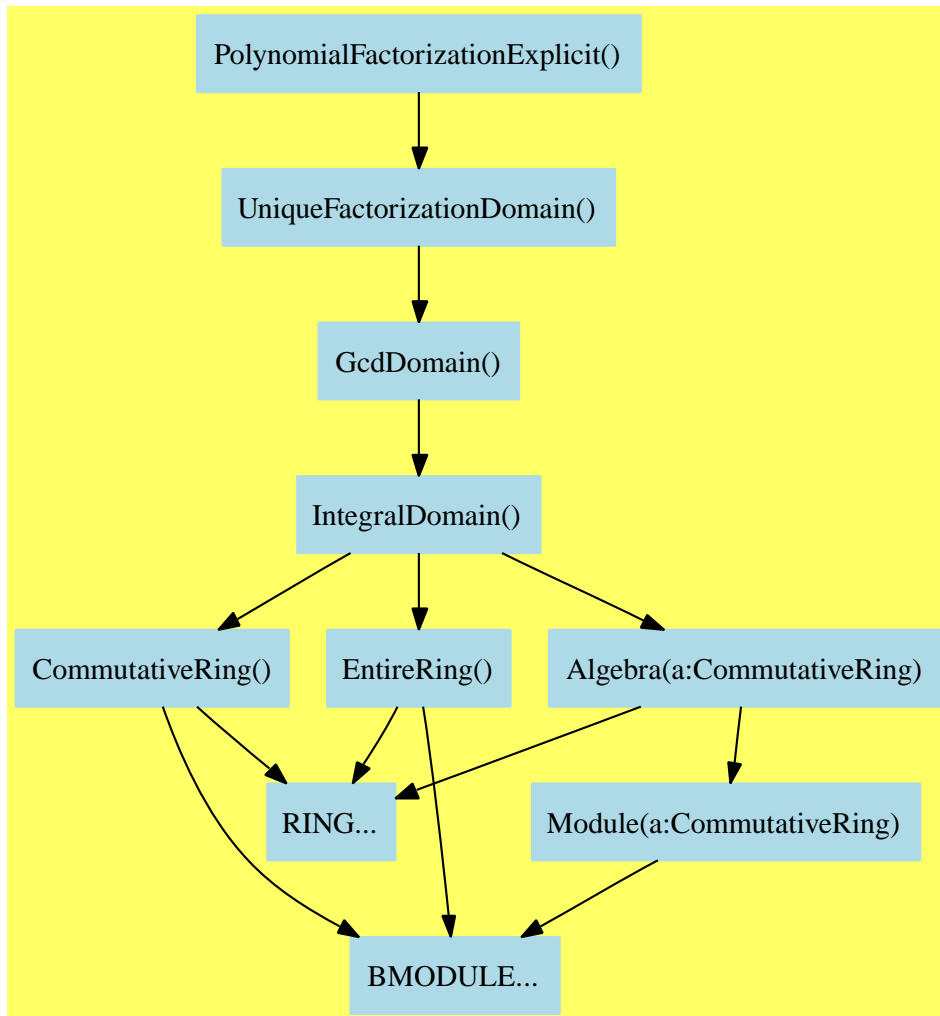 PolynomialFactorizationExplicit()
UniqueFactorizationDomain()
GcdDomain()
IntegralDomain()
CommutativeRing()
EntireRing()
Algebra(a:CommutativeRing)
RING...
Module(a:CommutativeRing)
BMODULE...